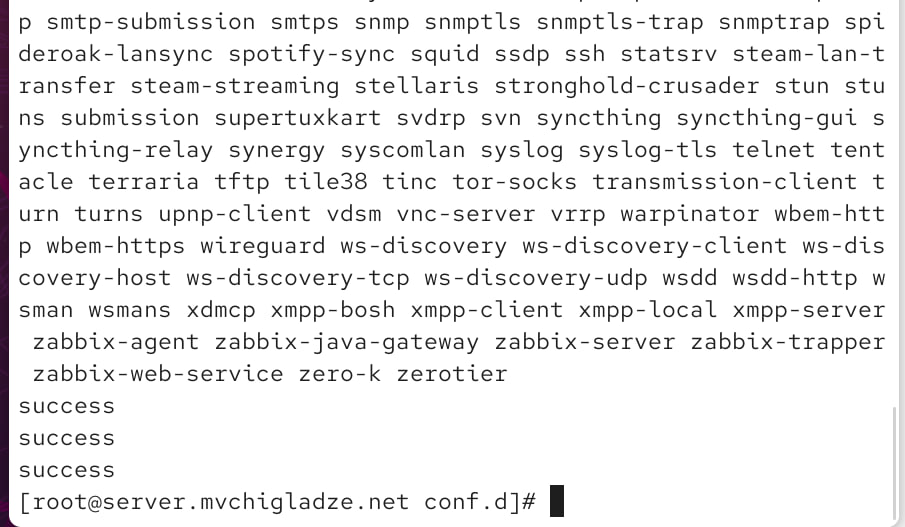 p smtp-submission smtps snmp snmptls snmptls-trap snmptrap spi
deroak-lansync spotify-sync squid ssdp ssh statsrv steam-lan-t
ransfer steam-streaming stellaris stronghold-crusader stun stu
ns submission supertuxkart svdrp svn syncthing syncthing-gui s
yncthing-relay synergy syscomlan syslog syslog-tls telnet tent
acle terraria tftp tile38 tinc tor-socks transmission-client t
urn turns upnp-client vdsm vnc-server vrrp warpinator wbem-htt
p wbem-https wireguard ws-discovery ws-discovery-client ws-dis
covery-host ws-discovery-tcp ws-discovery-udp wsdd wsdd-http w
sman wsmans xdmcp xmpp-bosh xmpp-client xmpp-local xmpp-server
 zabbix-agent zabbix-java-gateway zabbix-server zabbix-trapper
 zabbix-web-service zero-k zerotier
success
success
success
[root@server.mvchigladze.net conf.d]#